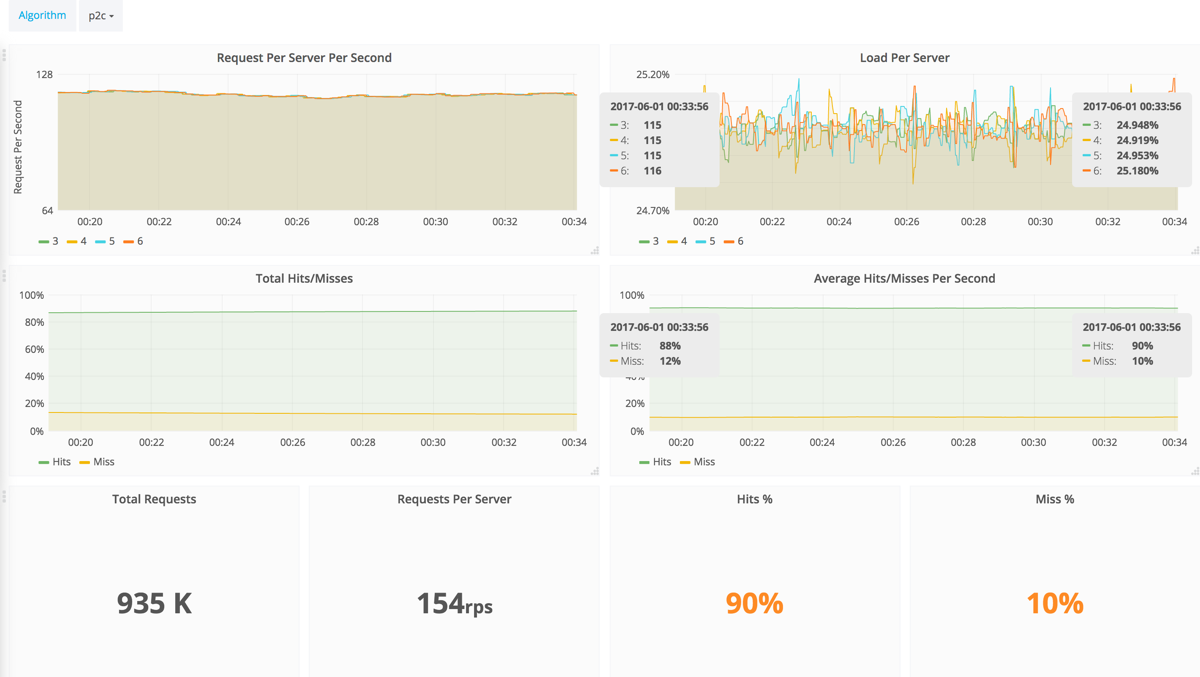 Algorithm p2c
Request Per Server Per Second
Request Per Second
128
64
00:20 00:22 00:24 00:26 00:28 00:30 00:32 00:34
3 4 5 6
2017-06-01 00:33:56
3: 115
4: 115
5: 115
6: 116
Load Per Server
25.20%
24.70%
00:20 00:22 00:24 00:26 00:28 00:30 00:32 00:34
3 4 5 6
2017-06-01 00:33:56
3: 24.948%
4: 24.919%
5: 24.953%
6: 25.180%
Total Hits/Misses
100%
80%
60%
40%
20%
0%
00:20 00:22 00:24 00:26 00:28 00:30 00:32 00:34
Hits Miss
2017-06-01 00:33:56
Hits: 88%
Miss: 12%
Average Hits/Misses Per Second
100%
40%
20%
0%
00:20 00:22 00:24 00:26 00:28 00:30 00:32 00:34
Hits Miss
2017-06-01 00:33:56
Hits: 90%
Miss: 10%
Total Requests
935 K
Requests Per Server
154rps
Hits %
90%
Miss %
10%